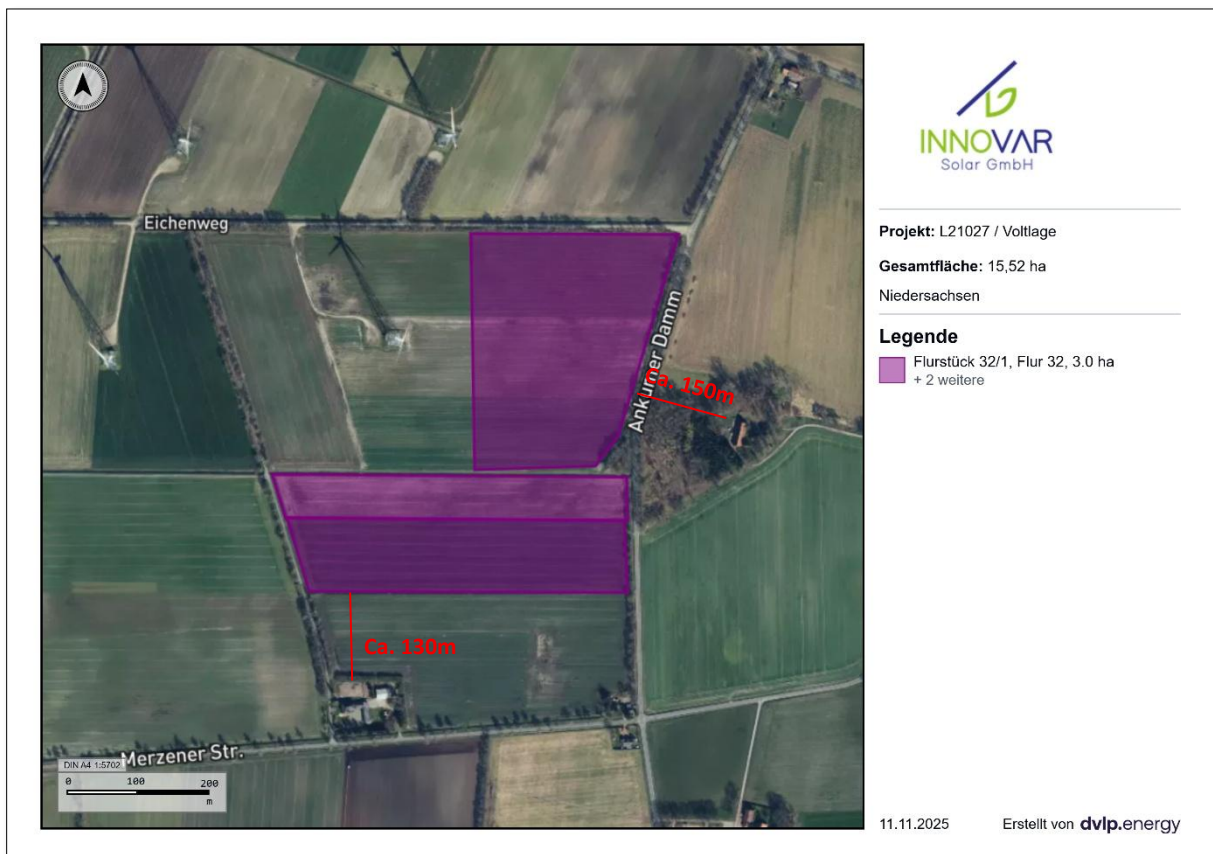 Eichenweg
Ankumer Damm
Ca. 150m
Ca. 130m
Merzener Str.
DIN A4 1:5702
0 100 200
m
INNOVAR
Solar GmbH
Projekt: L21027 / Voltlage
Gesamtfläche: 15,52 ha
Niedersachsen
Legende
Flurstück 32/1, Flur 32, 3.0 ha
+ 2 weitere
11.11.2025 Erstellt von dvlp.energy